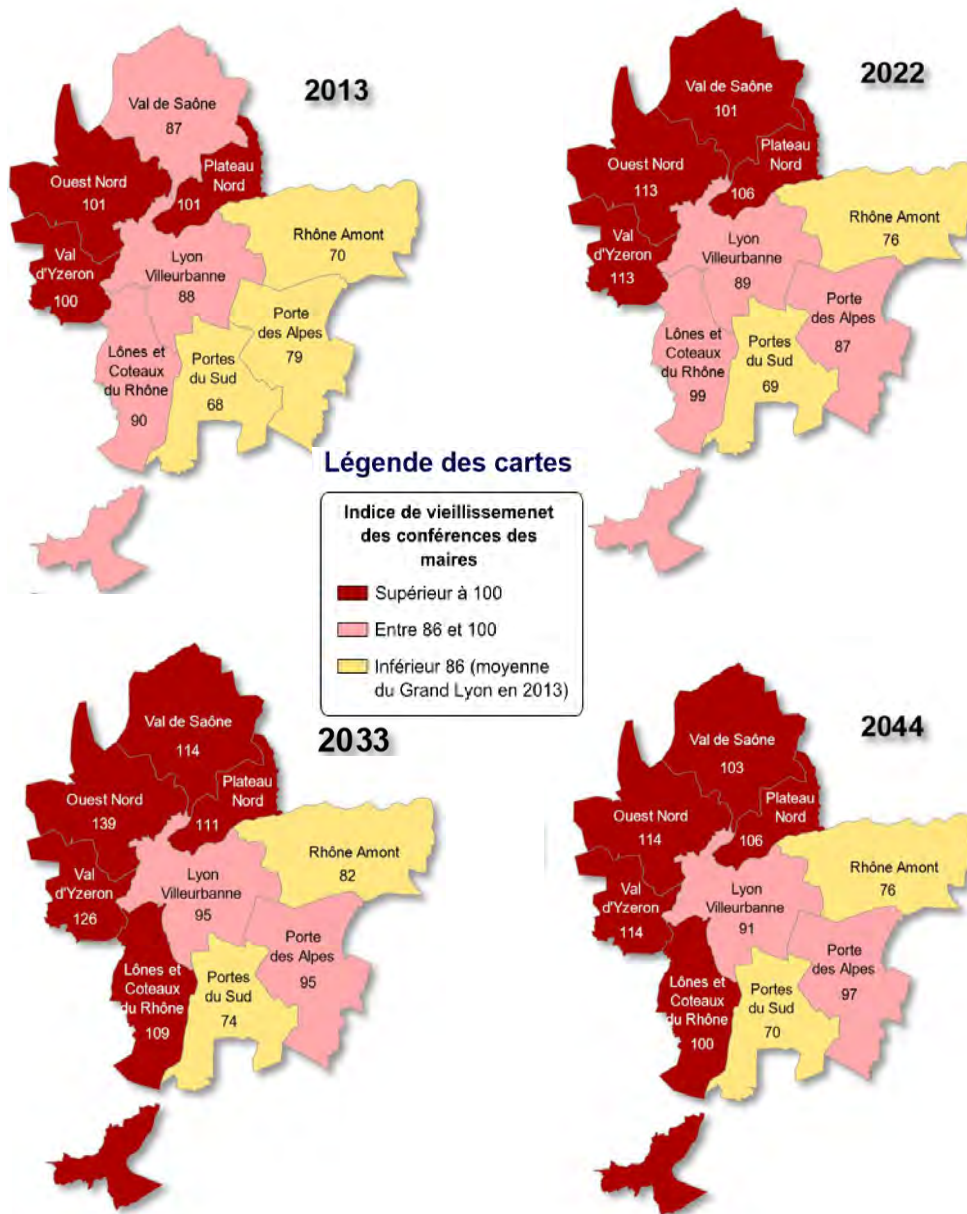 2013
Val de Saône
87
Plateau
Nord
101
Ouest Nord
101
Rhône Amont
70
Val
d'Yzeron
100
Lyon
Villeurbanne
88
Porte
des Alpes
79
Lônes et
Coteaux
du Rhône
90
Portes
du Sud
68
2022
Val de Saône
101
Plateau
Nord
106
Ouest Nord
113
Rhône Amont
76
Val
d'Yzeron
113
Lyon
Villeurbanne
89
Porte
des Alpes
87
Lônes et
Coteaux
du Rhône
99
Portes
du Sud
69
Légende des cartes
Indice de vieillissemenet
des conférences des
maires
Supérieur à 100
Entre 86 et 100
Inférieur 86 (moyenne
du Grand Lyon en 2013)
2033
Val de Saône
114
Plateau
Nord
111
Ouest Nord
139
Rhône Amont
82
Val
d'Yzeron
126
Lyon
Villeurbanne
95
Porte
des Alpes
95
Lônes et
Coteaux
du Rhône
109
Portes
du Sud
74
2044
Val de Saône
103
Plateau
Nord
106
Ouest Nord
114
Rhône Amont
76
Val
d'Yzeron
114
Lyon
Villeurbanne
91
Porte
des Alpes
97
Lônes et
Coteaux
du Rhône
100
Portes
du Sud
70